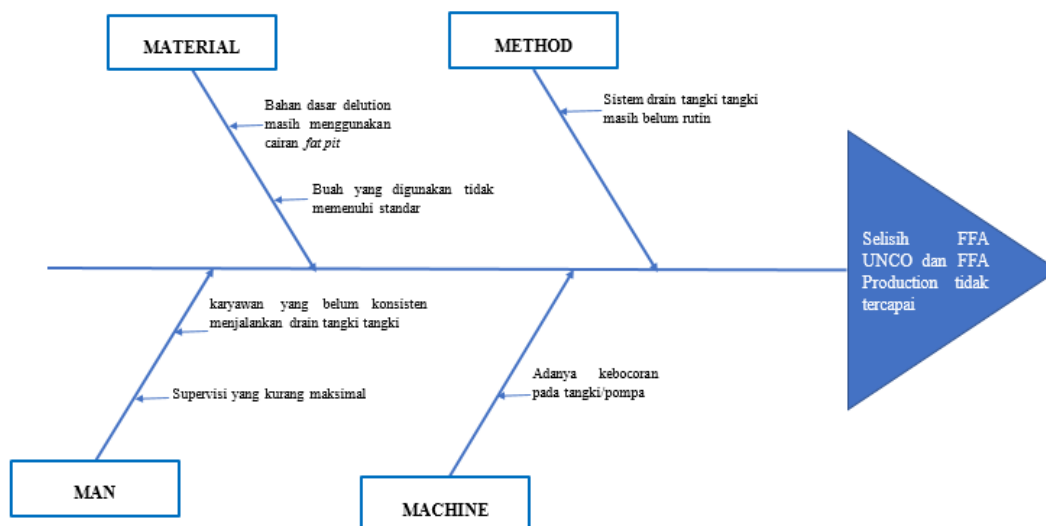 MATERIAL
METHOD
Bahan dasar delution
masih menggunakan
cairan fat pit
Buah yang digunakan tidak
memenuhi standar
Sistem drain tangki tangki
masih belum rutin
Selisih FFA
UNCO dan FFA
Production tidak
tercapai
karyawan yang belum konsisten
menjalankan drain tangki tangki
Supervisi yang kurang maksimal
Adanya kebocoran
pada tangki/pompa
MAN
MACHINE